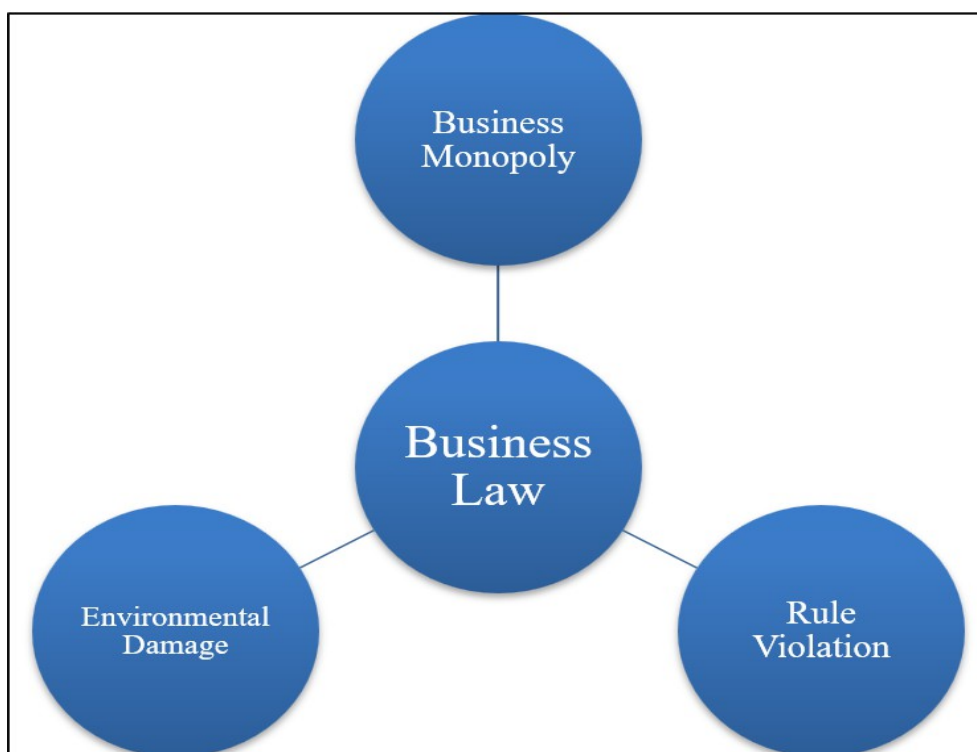 Business
Monopoly
Business
Law
Environmental
Damage
Rule
Violation